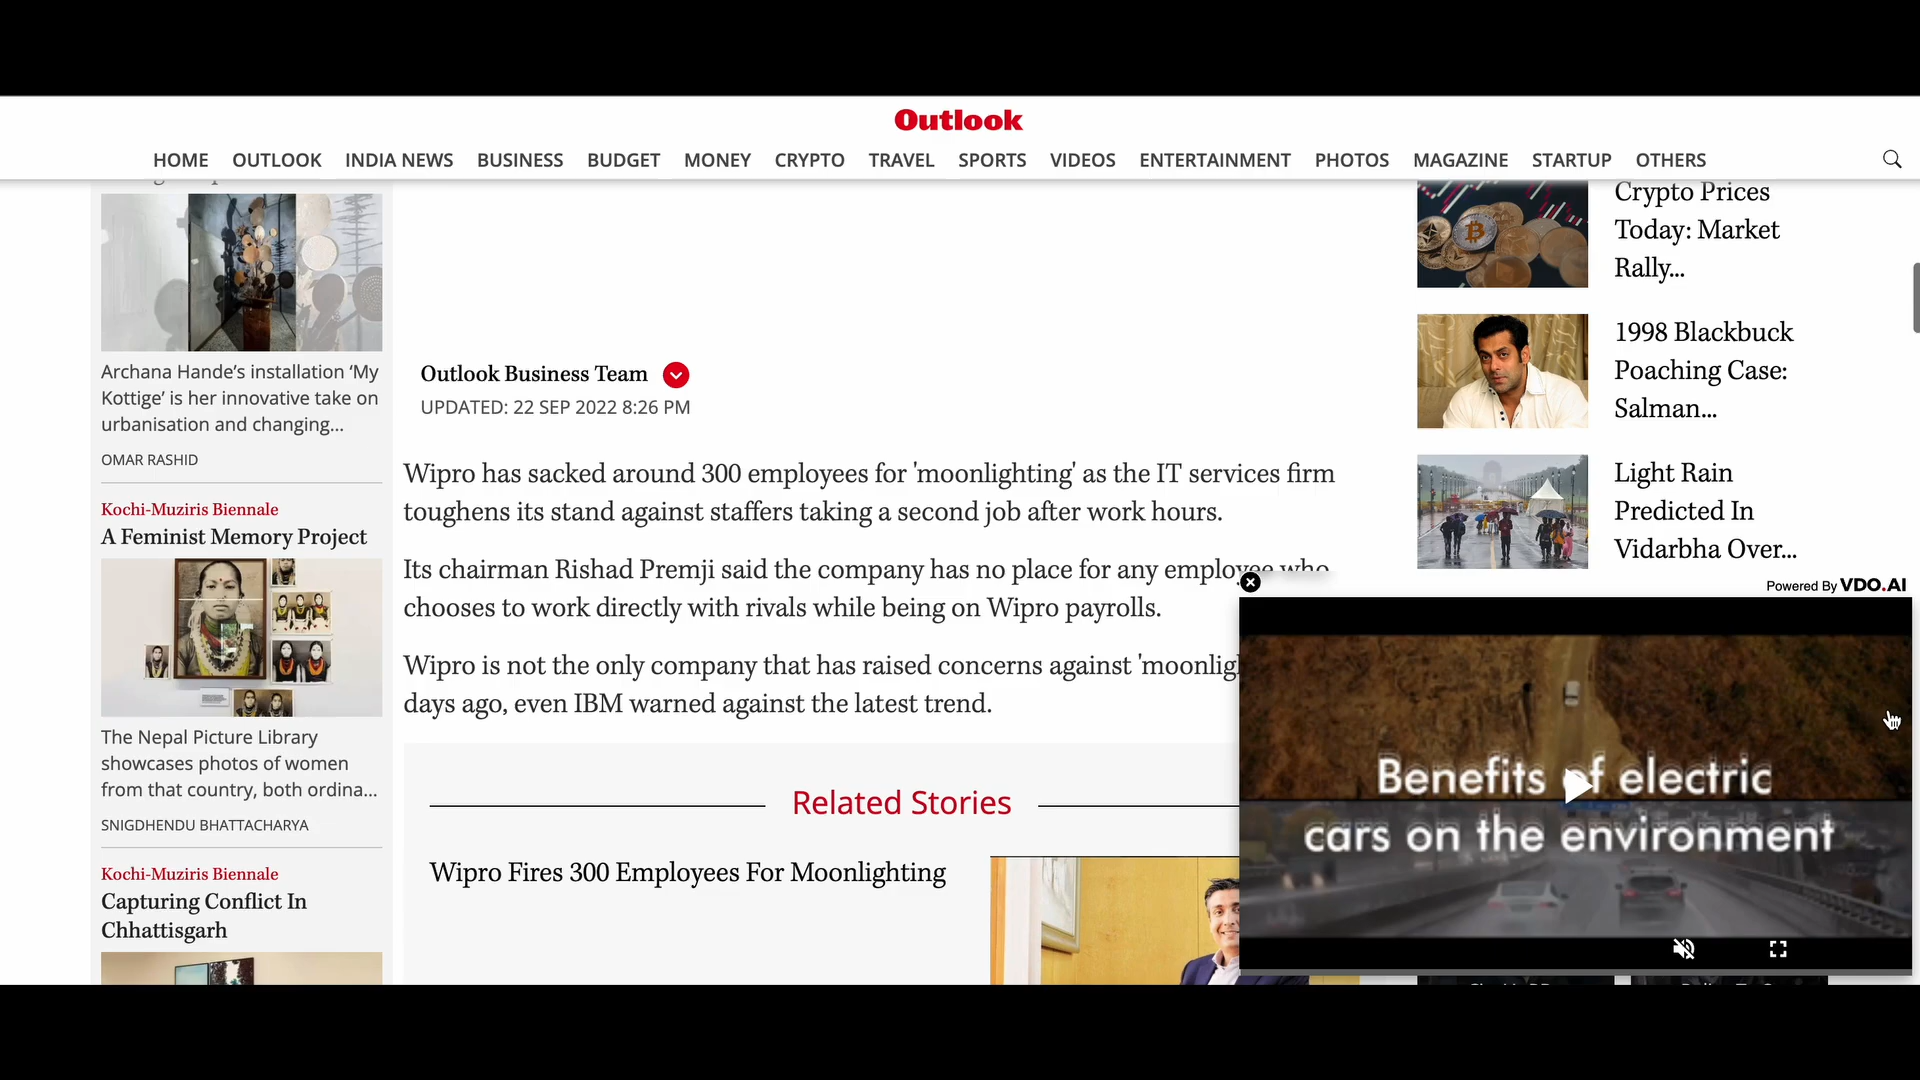 Outlook
HOME OUTLOOK INDIA NEWS BUSINESS BUDGET MONEY CRYPTO TRAVEL SPORTS VIDEOS ENTERTAINMENT PHOTOS MAGAZINE STARTUP OTHERS
Archana Hande's installation 'My
Kottige' is her innovative take on
urbanisation and changing...
OMAR RASHID
Kochi-Muziris Biennale
A Feminist Memory Project
The Nepal Picture Library
showcases photos of women
from that country, both ordina...
SNIGDHENDU BHATTACHARYA
Kochi-Muziris Biennale
Capturing Conflict In
Chhattisgarh
Outlook Business Team
UPDATED: 22 SEP 2022 8:26 PM
Wipro has sacked around 300 employees for 'moonlighting' as the IT services firm
toughens its stand against staffers taking a second job after work hours.
Its chairman Rishad Premji said the company has no place for any employee who
chooses to work directly with rivals while being on Wipro payrolls.
Wipro is not the only company that has raised concerns against 'moonlig
days ago, even IBM warned against the latest trend.
Related Stories
Wipro Fires 300 Employees For Moonlighting
Crypto Prices
Today: Market
Rally...
1998 Blackbuck
Poaching Case:
Salman...
Light Rain
Predicted In
Vidarbha Over...
Powered By VDO.AI
Benefits of electric
cars on the environment